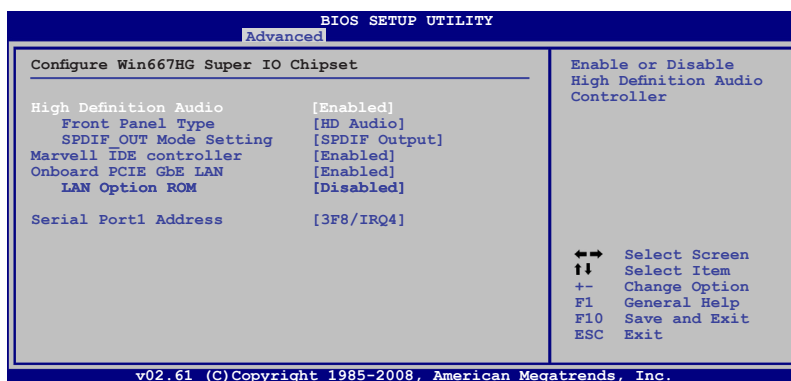 BIOS SETUP UTILITY
Advanced
Configure Win667HG Super IO Chipset
High Definition Audio [Enabled]
Front Panel Type [HD Audio]
SPDIF_OUT Mode Setting [SPDIF Output]
Marvell IDE controller [Enabled]
Onboard PCIE GbE LAN [Enabled]
LAN Option ROM [Disabled]
Serial Port1 Address [3F8/IRQ4]
Enable or Disable
High Definition Audio
Controller
←→ Select Screen
↑↓ Select Item
+- Change Option
F1 General Help
F10 Save and Exit
ESC Exit
v02.61 (C)Copyright 1985-2008, American Megatrends, Inc.